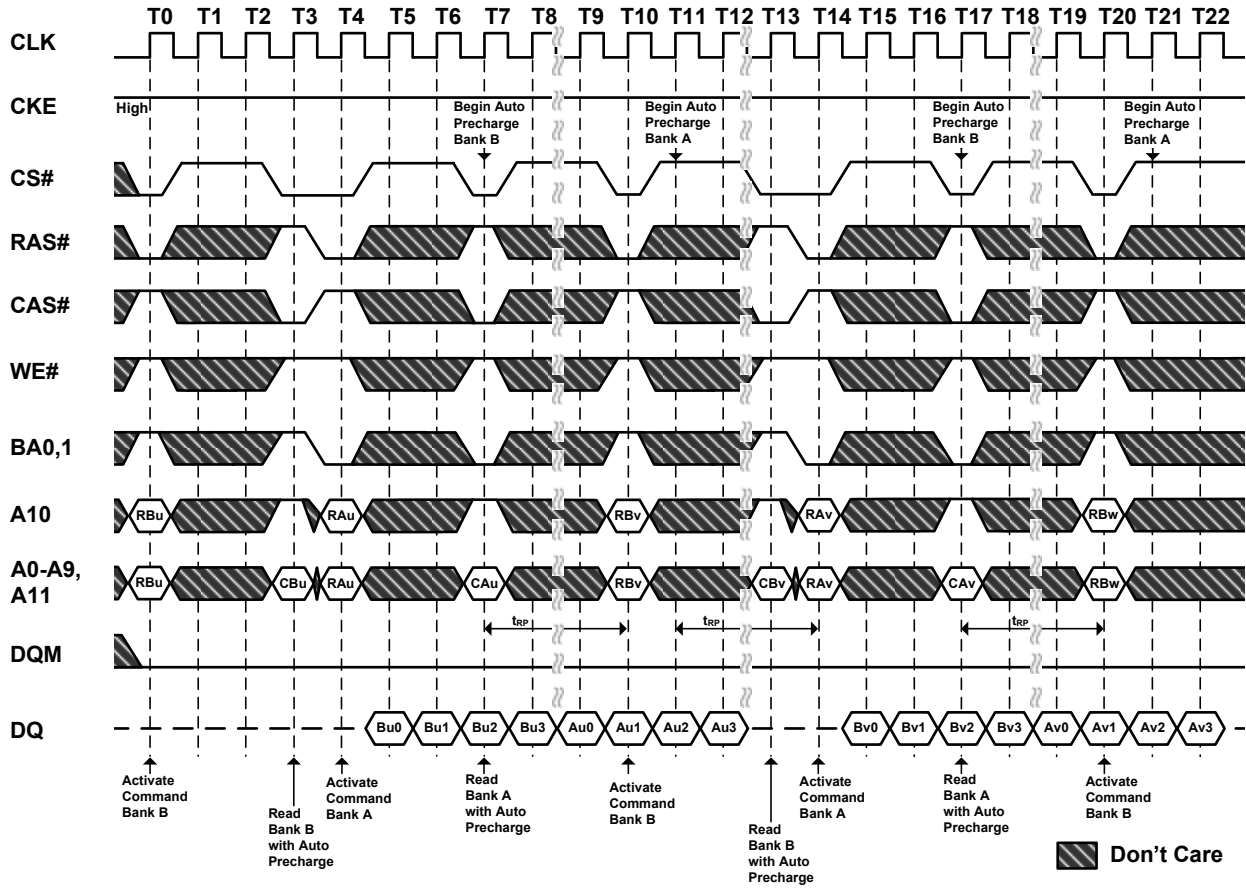 T0 T1 T2 T3 T4 T5 T6 T7 T8 T9 T10 T11 T12 T13 T14 T15 T16 T17 T18 T19 T20 T21 T22
CLK
CKE
High
Begin Auto
Precharge
Bank B
Begin Auto
Precharge
Bank A
Begin Auto
Precharge
Bank B
Begin Auto
Precharge
Bank A
CS#
RAS#
CAS#
WE#
BA0,1
A10
RBu RAu RBv RAv RBw
A0-A9,
A11
RBu CBu RAu CAu RBv CBv RAv CAv RBw
tRP tRP tRP
DQM
DQ
Bu0 Bu1 Bu2 Bu3 Au0 Au1 Au2 Au3 Bv0 Bv1 Bv2 Bv3 Av0 Av1 Av2 Av3
Activate
Command
Bank B
Read
Bank B
with Auto
Precharge
Activate
Command
Bank A
Read
Bank A
with Auto
Precharge
Activate
Command
Bank B
Read
Bank B
with Auto
Precharge
Activate
Command
Bank A
Read
Bank A
with Auto
Precharge
Activate
Command
Bank B
Don't Care